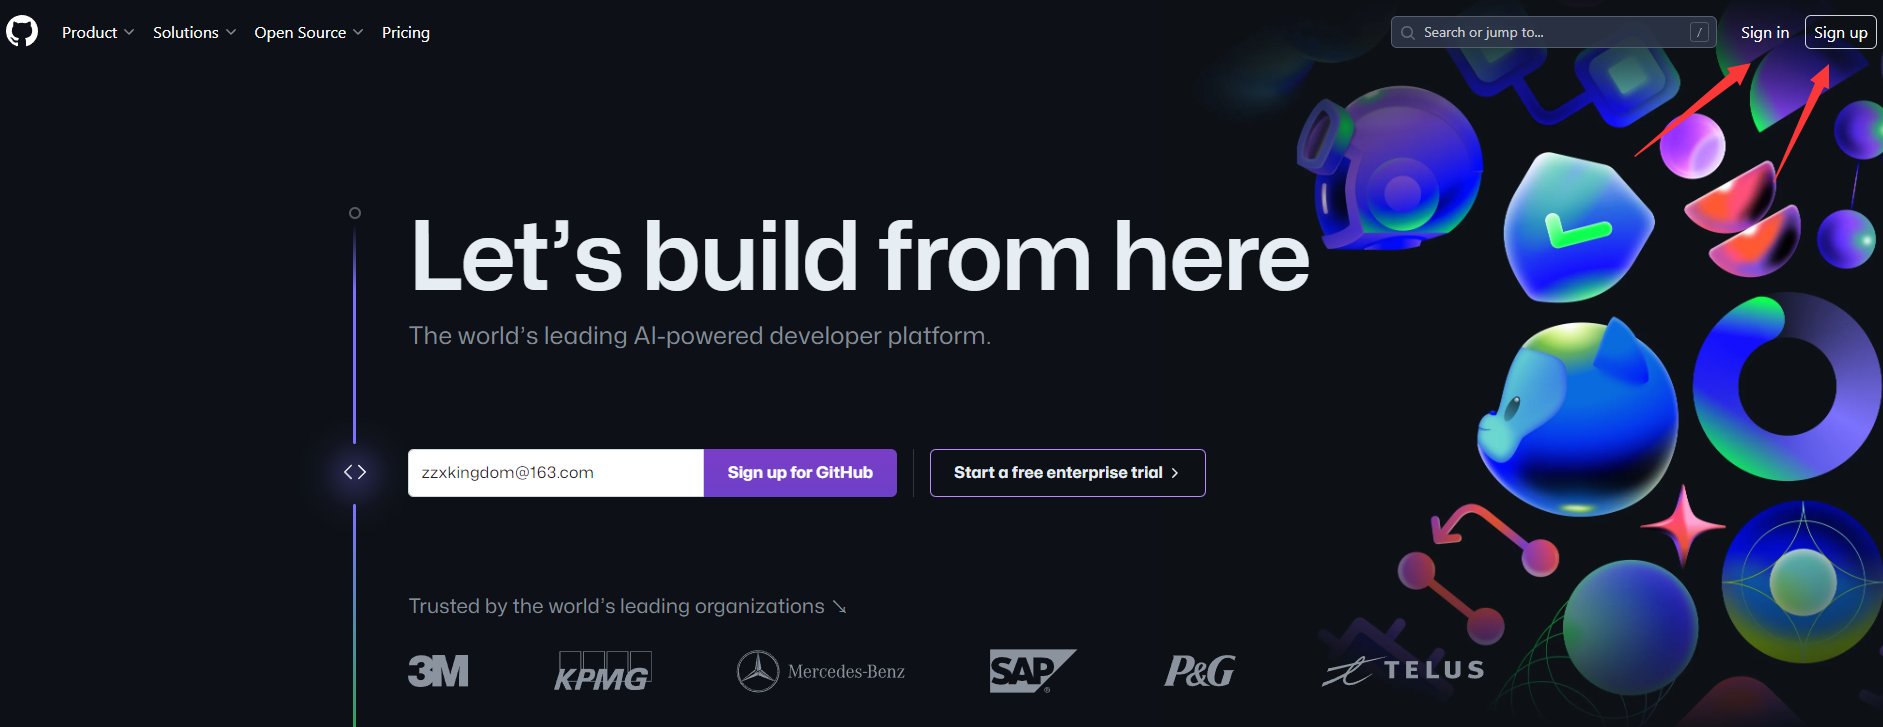 Product Solutions Open Source Pricing Search or jump to... / Sign in Sign up
Let’s build from here
The world’s leading AI-powered developer platform.
zzxkingdom@163.com Sign up for GitHub Start a free enterprise trial
Trusted by the world’s leading organizations
3M KPMG Mercedes-Benz SAP ® P&G TELUS